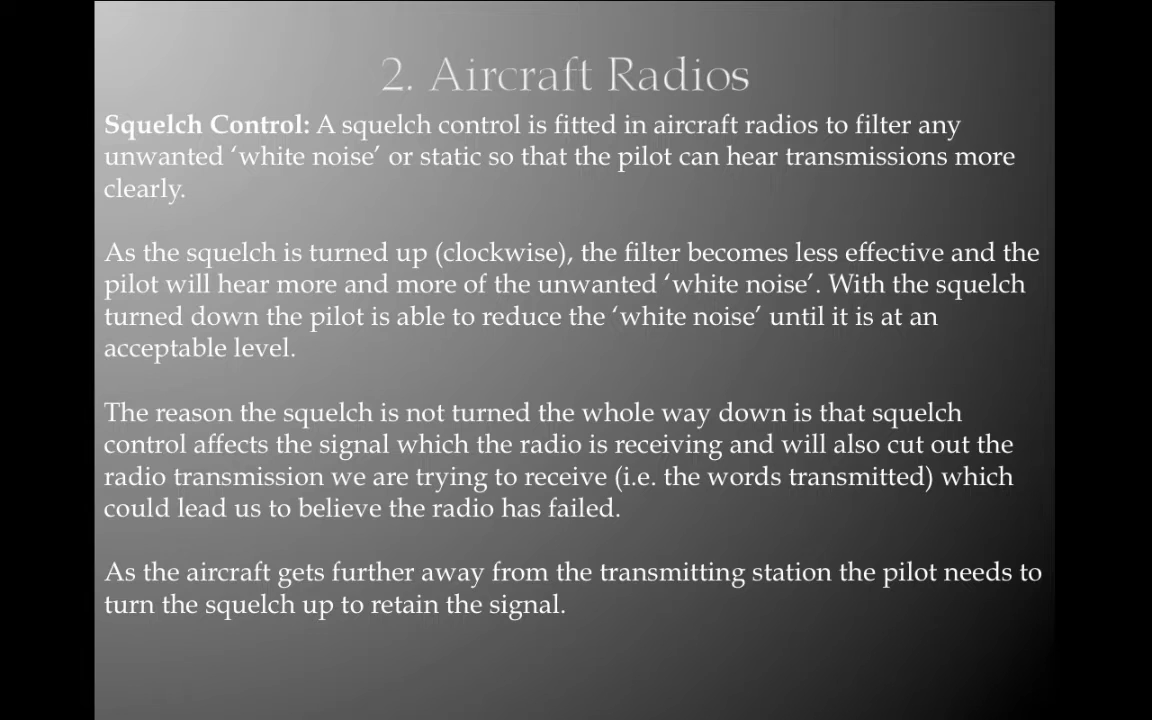 2. Aircraft Radios
Squelch Control: A squelch control is fitted in aircraft radios to filter any
unwanted ‘white noise’ or static so that the pilot can hear transmissions more
clearly.
As the squelch is turned up (clockwise), the filter becomes less effective and the
pilot will hear more and more of the unwanted ‘white noise’. With the squelch
turned down the pilot is able to reduce the ‘white noise’ until it is at an
acceptable level.
The reason the squelch is not turned the whole way down is that squelch
control affects the signal which the radio is receiving and will also cut out the
radio transmission we are trying to receive (i.e. the words transmitted) which
could lead us to believe the radio has failed.
As the aircraft gets further away from the transmitting station the pilot needs to
turn the squelch up to retain the signal.